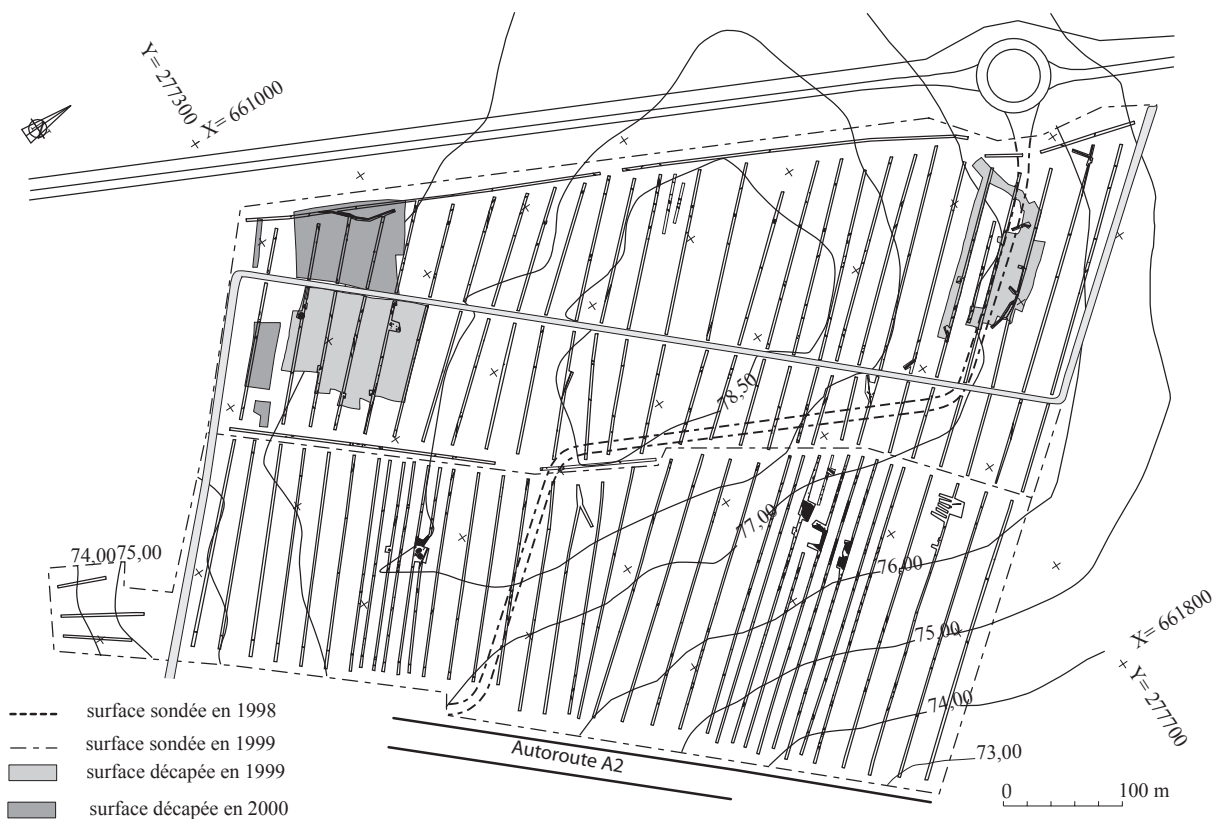 Y= 277300
X= 661000
78,50
77,00
76,00
74,00
75,00
75,00
X= 661800
Y= 277700
74,00
73,00
surface sondée en 1998
surface sondée en 1999
surface décapée en 1999
surface décapée en 2000
Autoroute A2
0 100 m